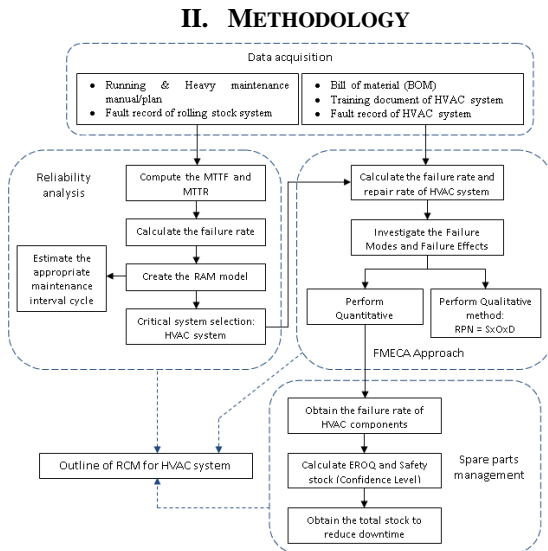 II. METHODOLOGY
Data acquisition
• Running & Heavy maintenance
manual/plan
• Fault record of rolling stock system
• Bill of material (BOM)
• Training document of HVAC system
• Fault record of HVAC system
Reliability
analysis
Compute the MTTF and
MTTR
Calculate the failure rate
Create the RAM model
Estimate the
appropriate
maintenance
interval cycle
Critical system selection:
HVAC system
Calculate the failure rate and
repair rate of HVAC system
Investigate the Failure
Modes and Failure Effects
Perform
Quantitative
Perform Qualitative
method:
RPN = SxOxD
FMECA Approach
Obtain the failure rate of
HVAC components
Calculate EROQ and Safety
stock (Confidence Level)
Obtain the total stock to
reduce downtime
Spare parts
management
Outline of RCM for HVAC system